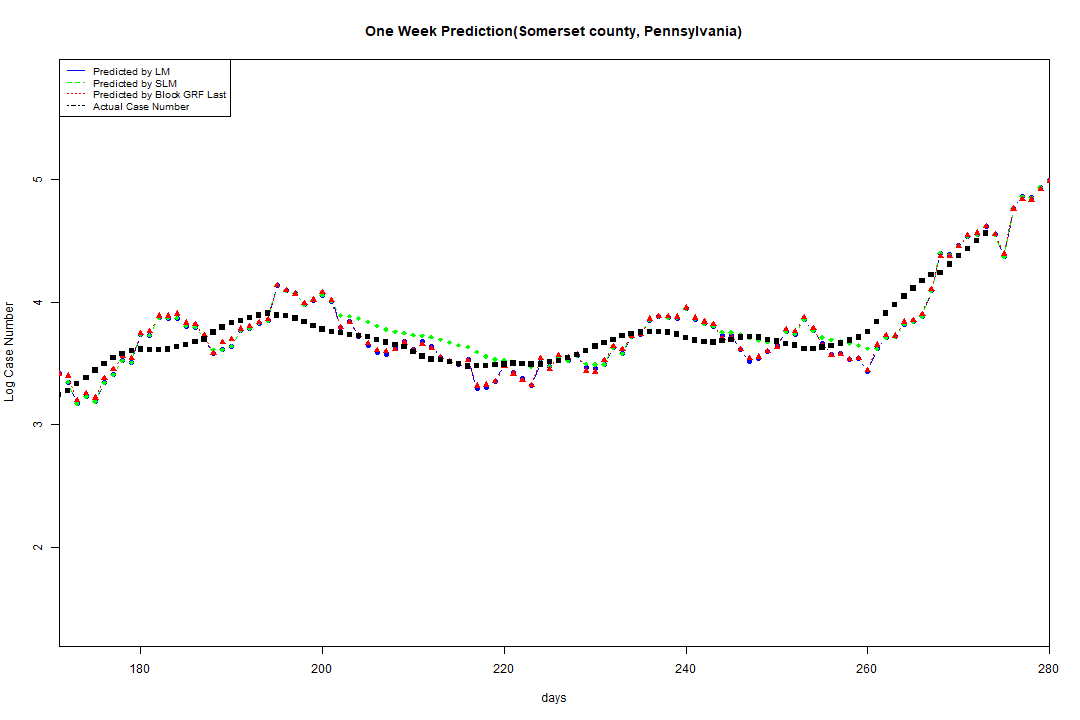 One Week Prediction(Somerset county, Pennsylvania)
Predicted by LM
Predicted by SLM
Predicted by Block GRF Last
Actual Case Number
5
4
3
2
Log Case Number
180 200 220 240 260 280
days